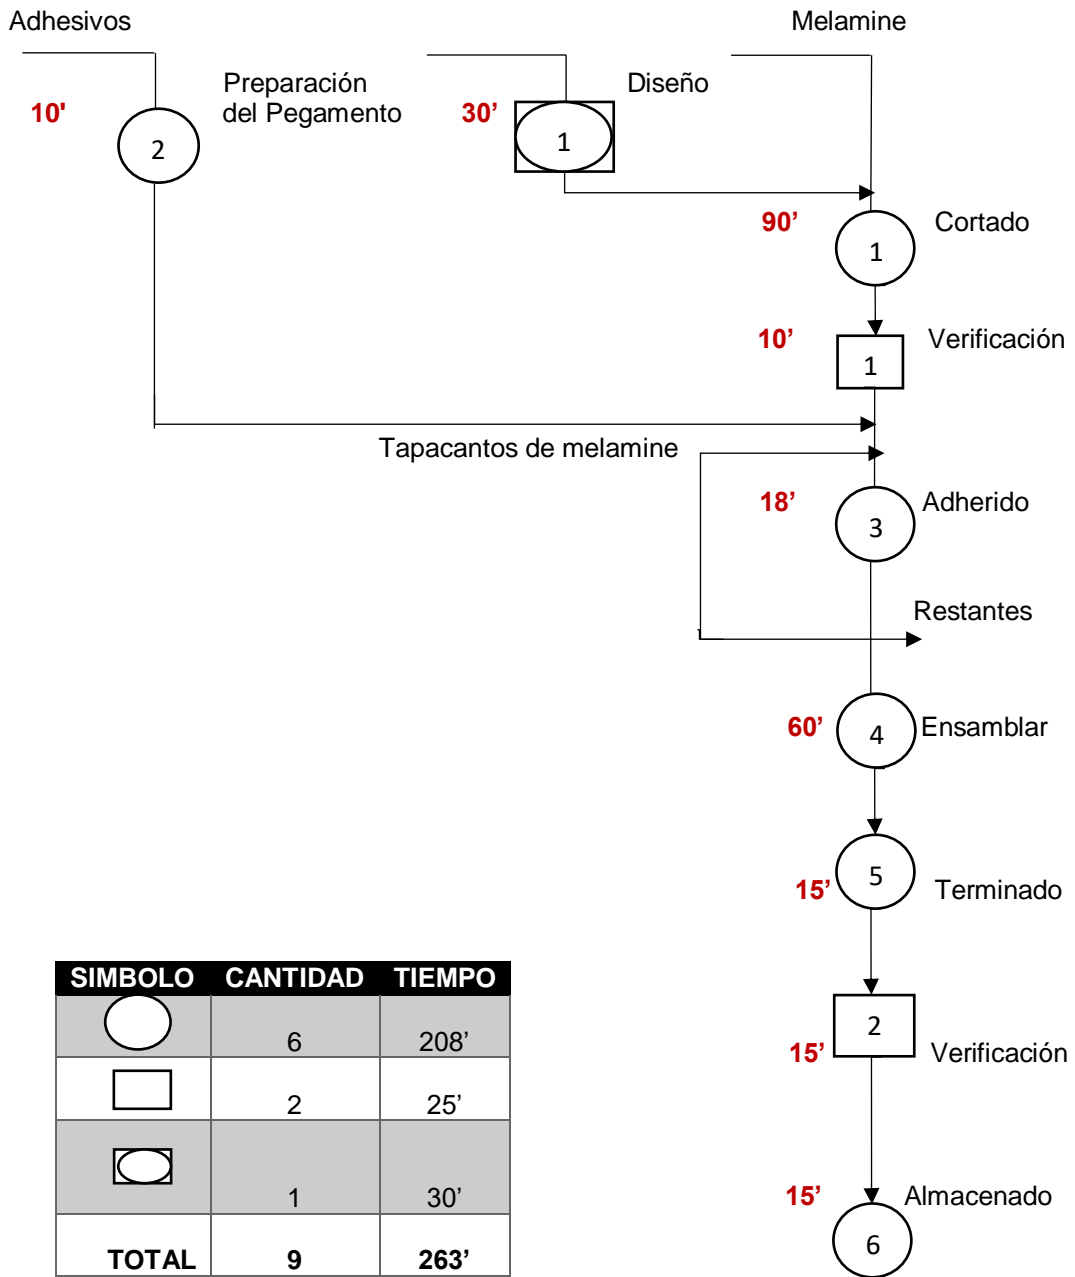 Adhesivos
Melamine
Preparación
del Pegamento
Diseño
10'
30’
2
1
90’
Cortado
1
10’
Verificación
1
Tapacantos de melamine
18’
Adherido
3
Restantes
60’
Ensamblar
4
15’
5
Terminado
2
15’
Verificación
15’
Almacenado
6
SIMBOLO CANTIDAD TIEMPO
6 208’
2 25’
1 30’
TOTAL 9 263’